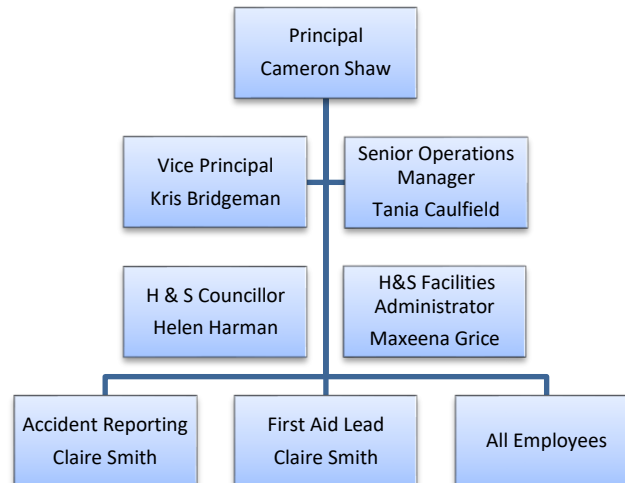 Principal
Cameron Shaw
Vice Principal
Kris Bridgeman
Senior Operations
Manager
Tania Caulfield
H & S Councillor
Helen Harman
H&S Facilities
Administrator
Maxeena Grice
Accident Reporting
Claire Smith
First Aid Lead
Claire Smith
All Employees